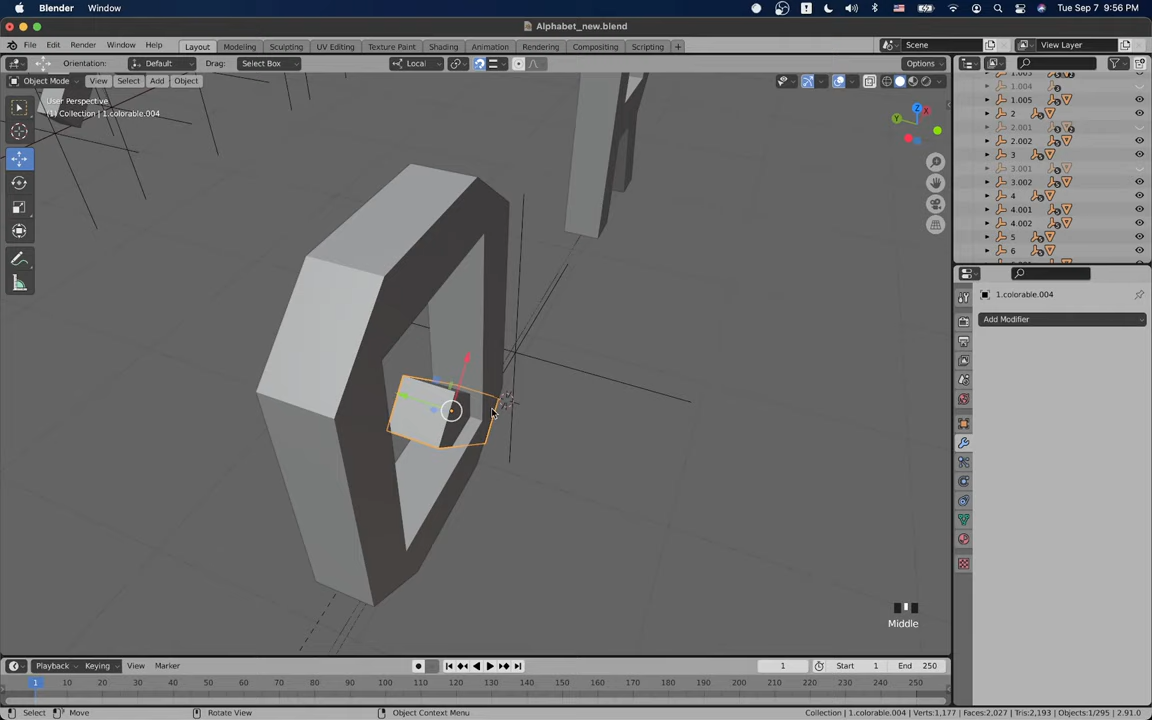 Blender Window Tue Sep 7 9:56 PM
Alphabet_new.blend
File Edit Render Window Help Layout Modeling Sculpting UV Editing Texture Paint Shading Animation Rendering Compositing Scripting + Scene View Layer
Orientation: Default Drag: Select Box Local Options
Object Mode View Select Add Object
User Perspective
(1) Collection | 1.colorable.004
Z
X
Y
1.003
1.004
1.005
2
2.001
2.002
3
3.001
3.002
4
4.001
4.002
5
6
1.colorable.004
Add Modifier
Middle
Playback Keying View Marker 1 Start 1 End 250
1 10 20 30 40 50 60 70 80 90 100 110 120 130 140 150 160 170 180 190 200 210 220 230 240 250
Select Move Rotate View Object Context Menu Collection | 1.colorable.004 | Verts:1,177 | Faces:2,027 | Tris:2,193 | Objects:1/295 | 2.91.0